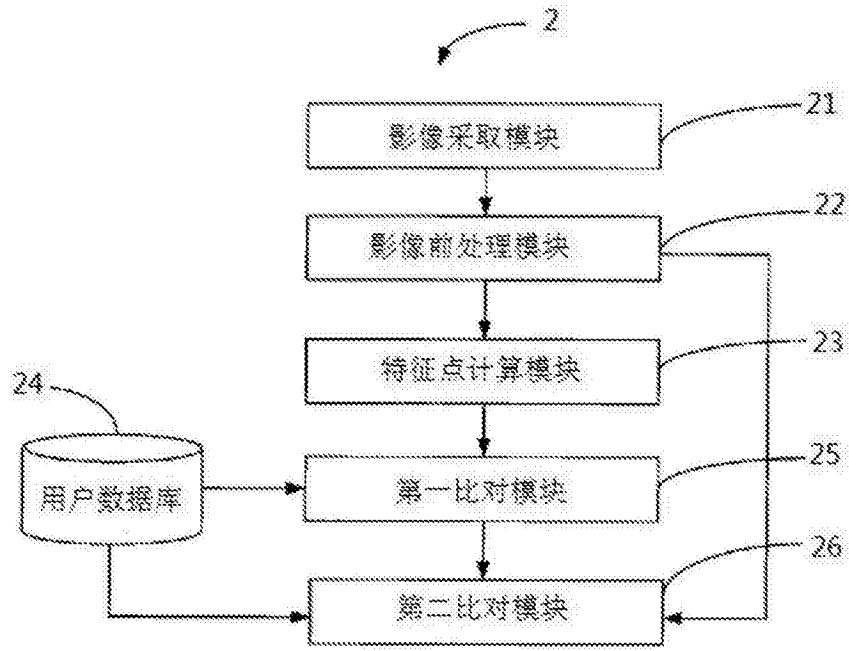 2
影像采取模块
21
影像前处理模块
22
特征点计算模块
23
24
用户数据库
第一比对模块
25
第二比对模块
26